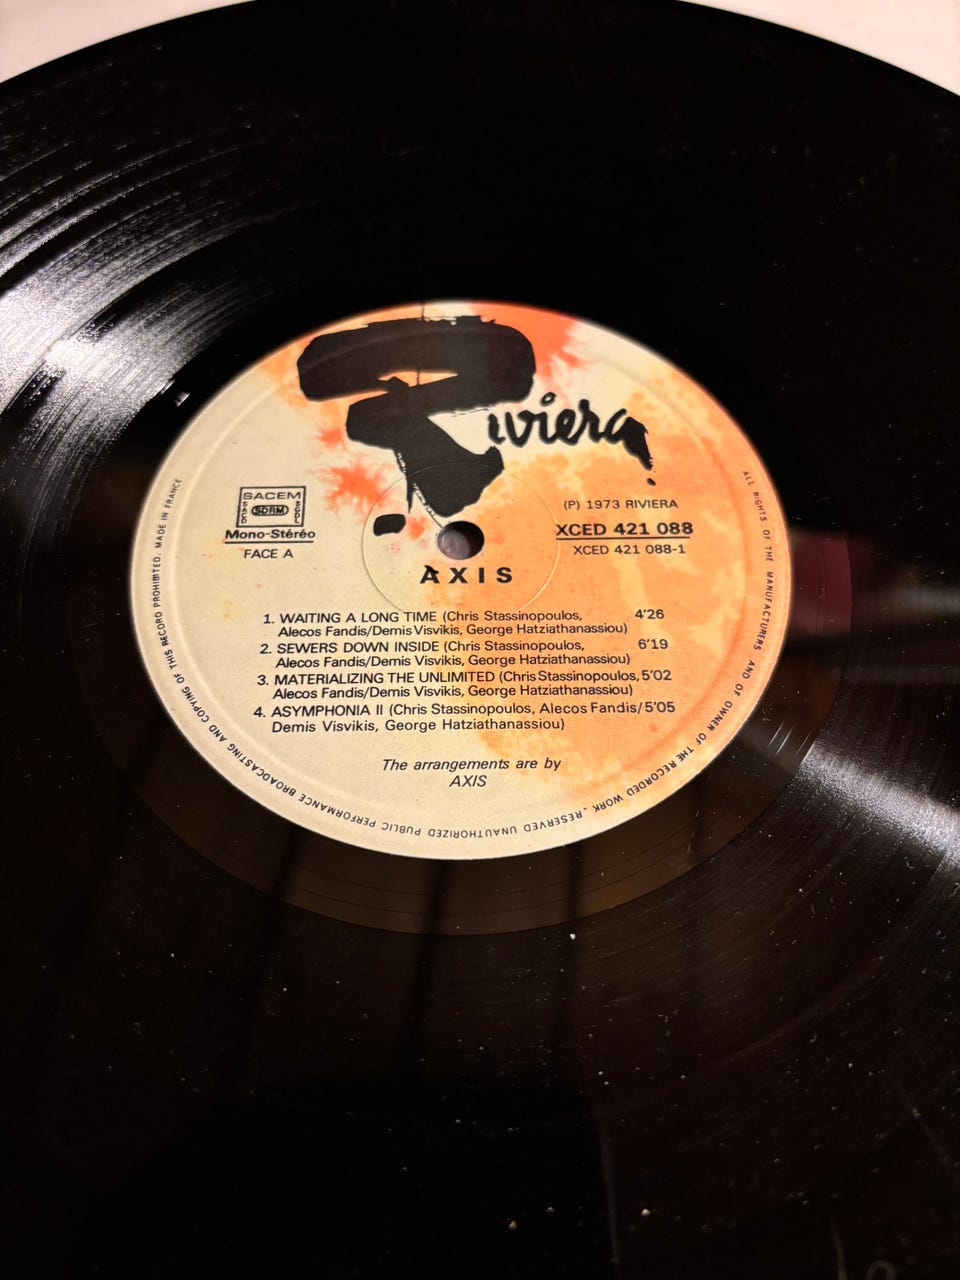 Riviera
SACEM
SACD SDRM SGDL
Mono-Stéréo
FACE A
(P) 1973 RIVIERA
XCED 421 088
XCED 421 088-1
AXIS
1. WAITING A LONG TIME (Chris Stassinopoulos, 4'26
Alecos Fandis/Demis Visvikis, George Hatziathanassiou)
2. SEWERS DOWN INSIDE (Chris Stassinopoulos, 6'19
Alecos Fandis/Demis Visvikis, George Hatziathanassiou)
3. MATERIALIZING THE UNLIMITED (Chris Stassinopoulos, 5'02
Alecos Fandis/Demis Visvikis, George Hatziathanassiou)
4. ASYMPHONIA II (Chris Stassinopoulos, Alecos Fandis/ 5'05
Demis Visvikis, George Hatziathanassiou)
The arrangements are by
AXIS
ALL RIGHTS OF THE MANUFACTURERS AND OF OWNER OF THE RECORDED WORK. RESERVED UNAUTHORIZED PUBLIC PERFORMANCE BROADCASTING AND COPYING OF THIS RECORD PROHIBITED. MADE IN FRANCE